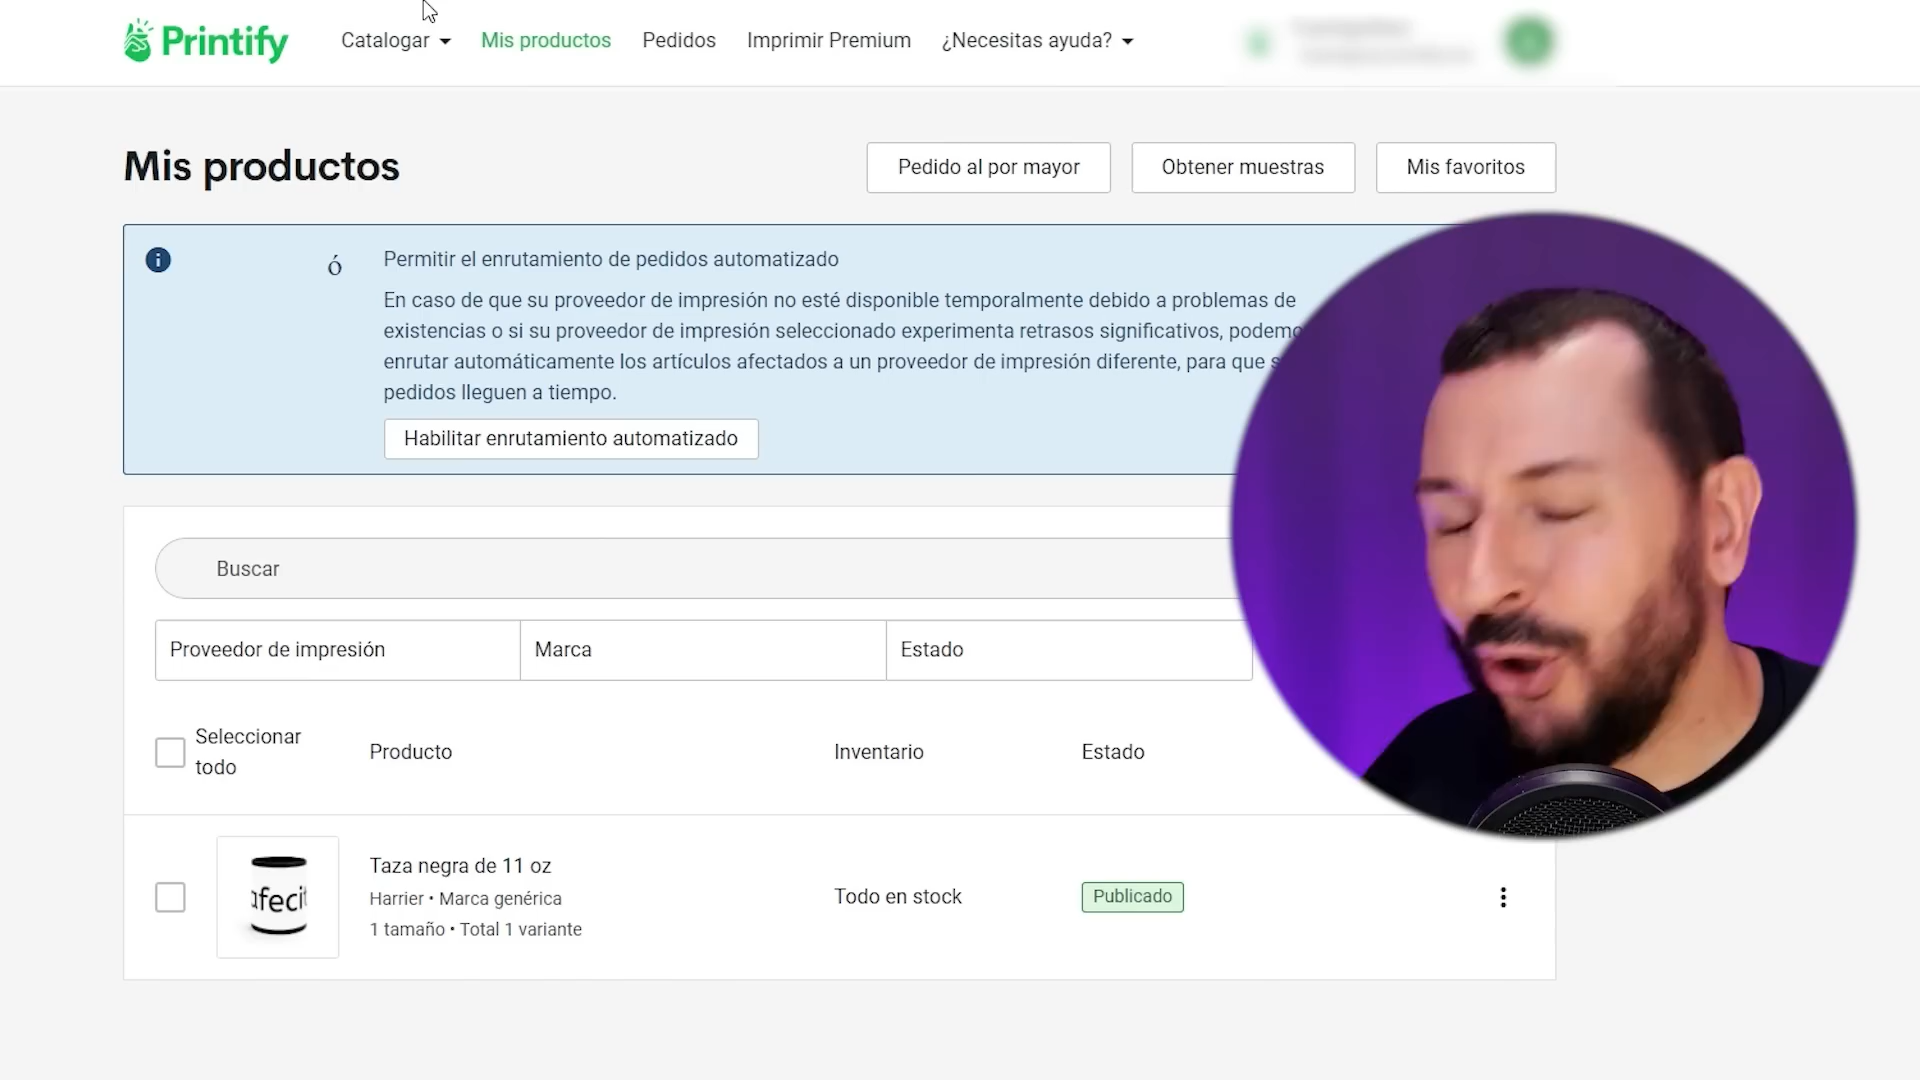 Printify
Catalogar
Mis productos
Pedidos
Imprimir Premium
¿Necesitas ayuda?
Mis productos
Pedido al por mayor
Obtener muestras
Mis favoritos
i
ó
Permitir el enrutamiento de pedidos automatizado
En caso de que su proveedor de impresión no esté disponible temporalmente debido a problemas de
existencias o si su proveedor de impresión seleccionado experimenta retrasos significativos, podemo
enrutar automáticamente los artículos afectados a un proveedor de impresión diferente, para que s
pedidos lleguen a tiempo.
Habilitar enrutamiento automatizado
Buscar
Proveedor de impresión
Marca
Estado
Seleccionar
todo
Producto
Inventario
Estado
afecit
Taza negra de 11 oz
Harrier • Marca genérica
1 tamaño • Total 1 variante
Todo en stock
Publicado